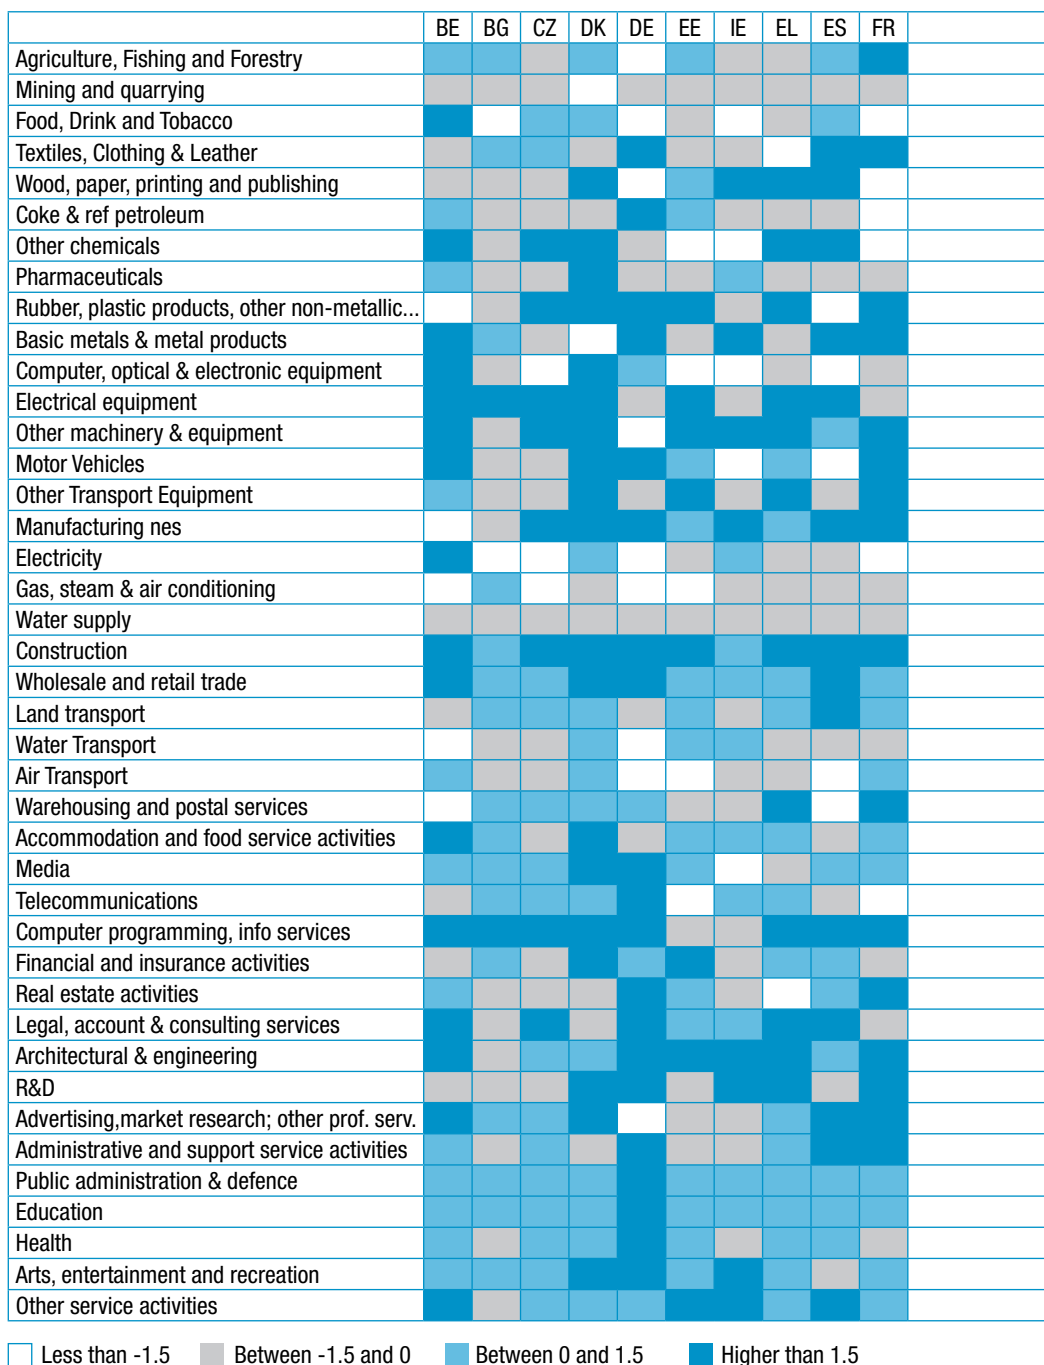 BE BG CZ DK DE EE IE EL ES FR
Agriculture, Fishing and Forestry
Mining and quarrying
Food, Drink and Tobacco
Textiles, Clothing & Leather
Wood, paper, printing and publishing
Coke & ref petroleum
Other chemicals
Pharmaceuticals
Rubber, plastic products, other non-metallic...
Basic metals & metal products
Computer, optical & electronic equipment
Electrical equipment
Other machinery & equipment
Motor Vehicles
Other Transport Equipment
Manufacturing nes
Electricity
Gas, steam & air conditioning
Water supply
Construction
Wholesale and retail trade
Land transport
Water Transport
Air Transport
Warehousing and postal services
Accommodation and food service activities
Media
Telecommunications
Computer programming, info services
Financial and insurance activities
Real estate activities
Legal, account & consulting services
Architectural & engineering
R&D
Advertising,market research; other prof. serv.
Administrative and support service activities
Public administration & defence
Education
Health
Arts, entertainment and recreation
Other service activities
Less than -1.5 Between -1.5 and 0 Between 0 and 1.5 Higher than 1.5